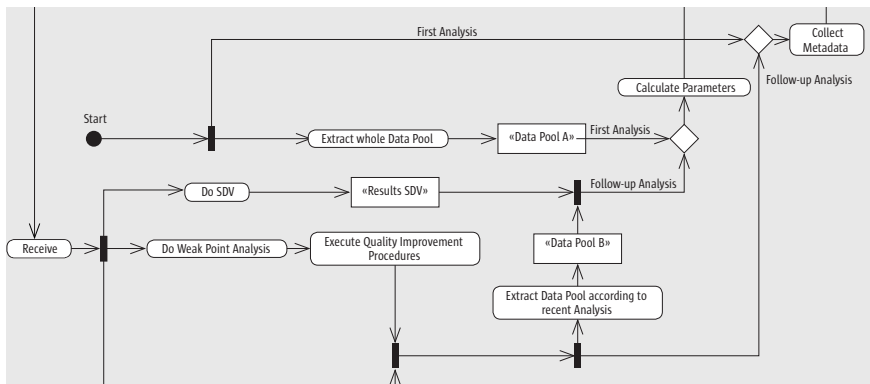 First Analysis
Collect
Metadata
Follow-up Analysis
Calculate Parameters
Start
Extract whole Data Pool
«Data Pool A»
First Analysis
Do SDV
«Results SDV»
Follow-up Analysis
Receive
Do Weak Point Analysis
Execute Quality Improvement
Procedures
«Data Pool B»
Extract Data Pool according to
recent Analysis